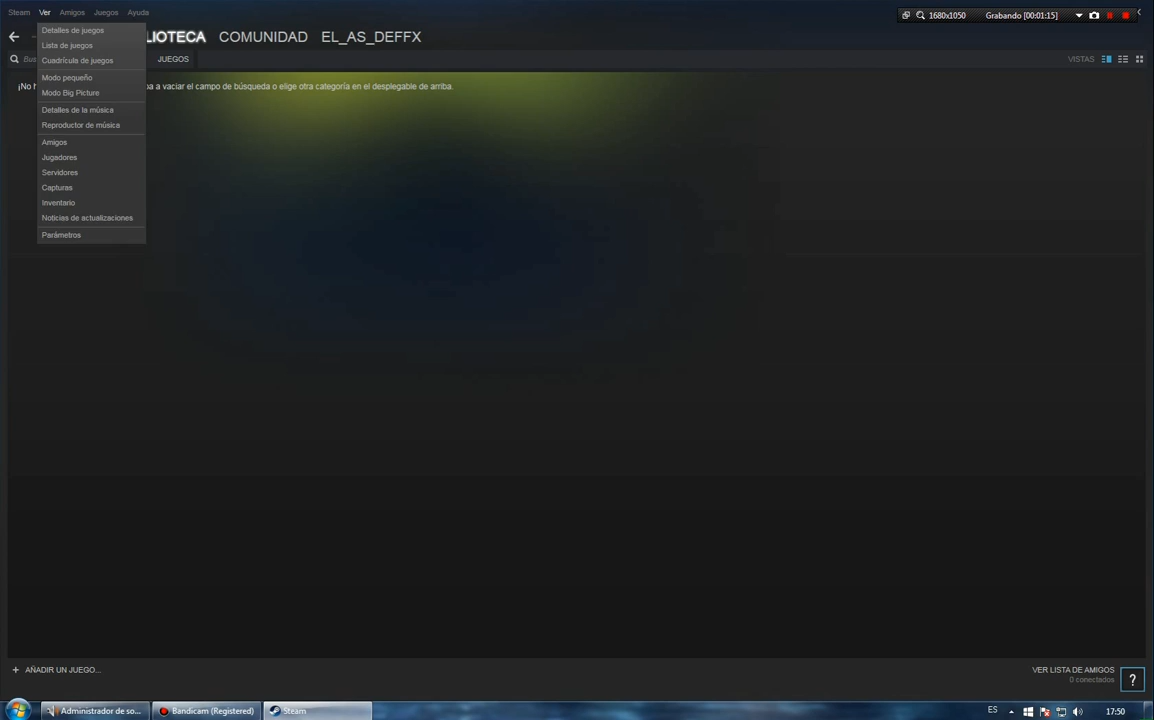 Steam Ver Amigos Juegos Ayuda
1680x1050 Grabando [00:01:15]
LIOTECA COMUNIDAD EL_AS_DEFFX
Bus JUEGOS VISTAS
¡No h ba a vaciar el campo de búsqueda o elige otra categoría en el desplegable de arriba.
Detalles de juegos
Lista de juegos
Cuadrícula de juegos
Modo pequeño
Modo Big Picture
Detalles de la música
Reproductor de música
Amigos
Jugadores
Servidores
Capturas
Inventario
Noticias de actualizaciones
Parámetros
+ AÑADIR UN JUEGO...
VER LISTA DE AMIGOS
0 conectados
?
Administrador de so... Bandicam (Registered) Steam ES 17:50